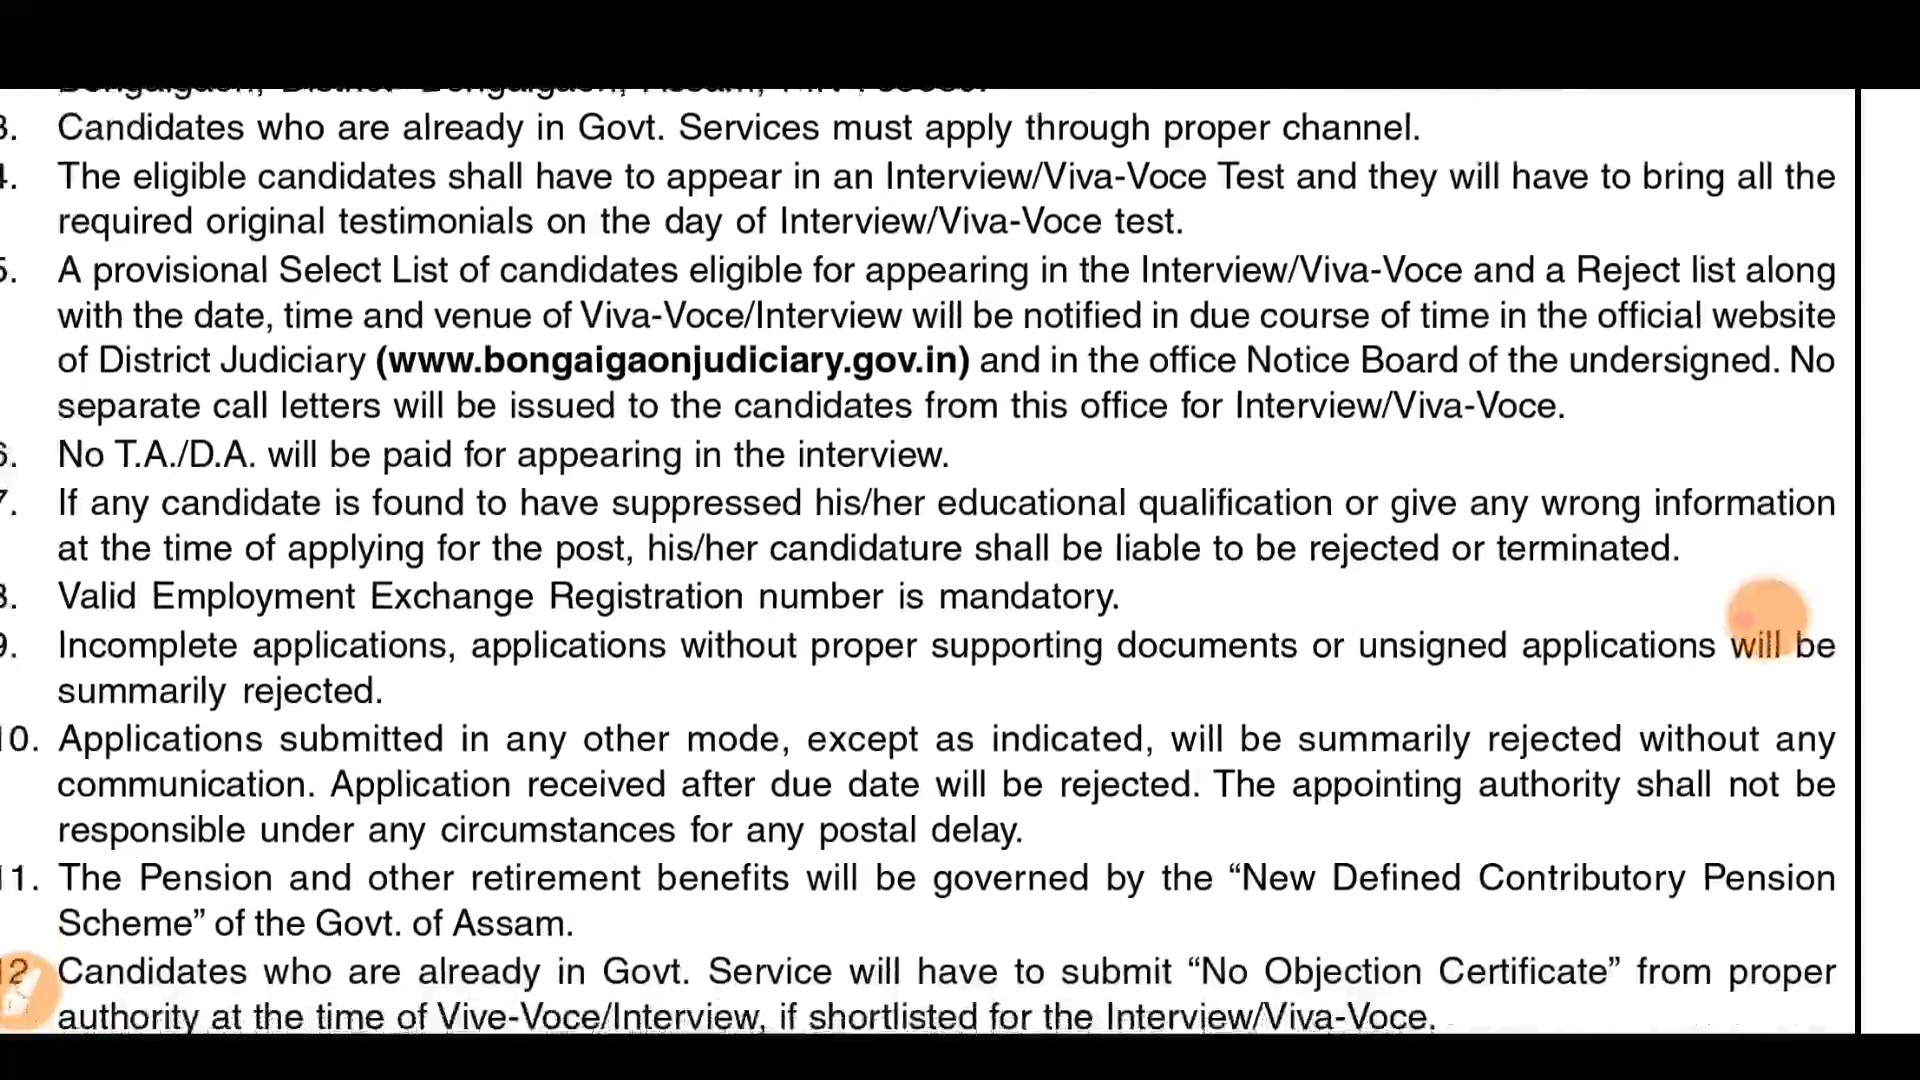 3. Candidates who are already in Govt. Services must apply through proper channel.
4. The eligible candidates shall have to appear in an Interview/Viva-Voce Test and they will have to bring all the
required original testimonials on the day of Interview/Viva-Voce test.
5. A provisional Select List of candidates eligible for appearing in the Interview/Viva-Voce and a Reject list along
with the date, time and venue of Viva-Voce/Interview will be notified in due course of time in the official website
of District Judiciary (www.bongaigaonjudiciary.gov.in) and in the office Notice Board of the undersigned. No
separate call letters will be issued to the candidates from this office for Interview/Viva-Voce.
6. No T.A./D.A. will be paid for appearing in the interview.
7. If any candidate is found to have suppressed his/her educational qualification or give any wrong information
at the time of applying for the post, his/her candidature shall be liable to be rejected or terminated.
8. Valid Employment Exchange Registration number is mandatory.
9. Incomplete applications, applications without proper supporting documents or unsigned applications will be
summarily rejected.
10. Applications submitted in any other mode, except as indicated, will be summarily rejected without any
communication. Application received after due date will be rejected. The appointing authority shall not be
responsible under any circumstances for any postal delay.
11. The Pension and other retirement benefits will be governed by the “New Defined Contributory Pension
Scheme” of the Govt. of Assam.
12 Candidates who are already in Govt. Service will have to submit “No Objection Certificate” from proper
authority at the time of Vive-Voce/Interview, if shortlisted for the Interview/Viva-Voce.